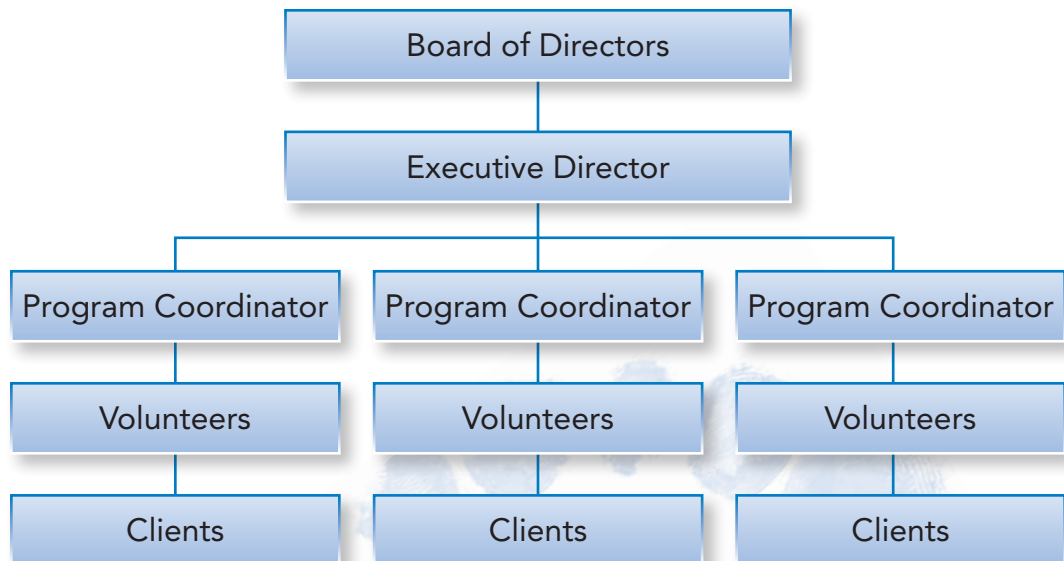 Board of Directors
Executive Director
Program Coordinator
Program Coordinator
Program Coordinator
Volunteers
Volunteers
Volunteers
Clients
Clients
Clients